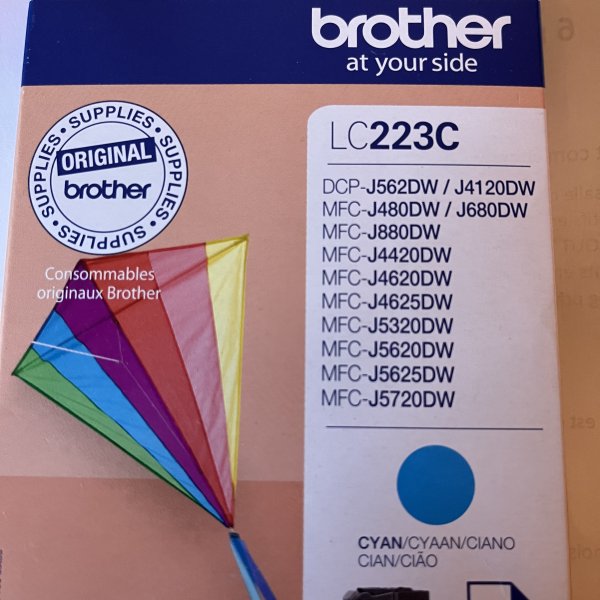 brother
at your side
SUPPLIES • SUPPLIES • SUPPLIES • SUPPLIES •
ORIGINAL
brother
Consommables
originaux Brother
LC223C
DCP-J562DW / J4120DW
MFC-J480DW / J680DW
MFC-J880DW
MFC-J4420DW
MFC-J4620DW
MFC-J4625DW
MFC-J5320DW
MFC-J5620DW
MFC-J5625DW
MFC-J5720DW
CYAN/CYAAN/CIANO
CIAN/CIÃO